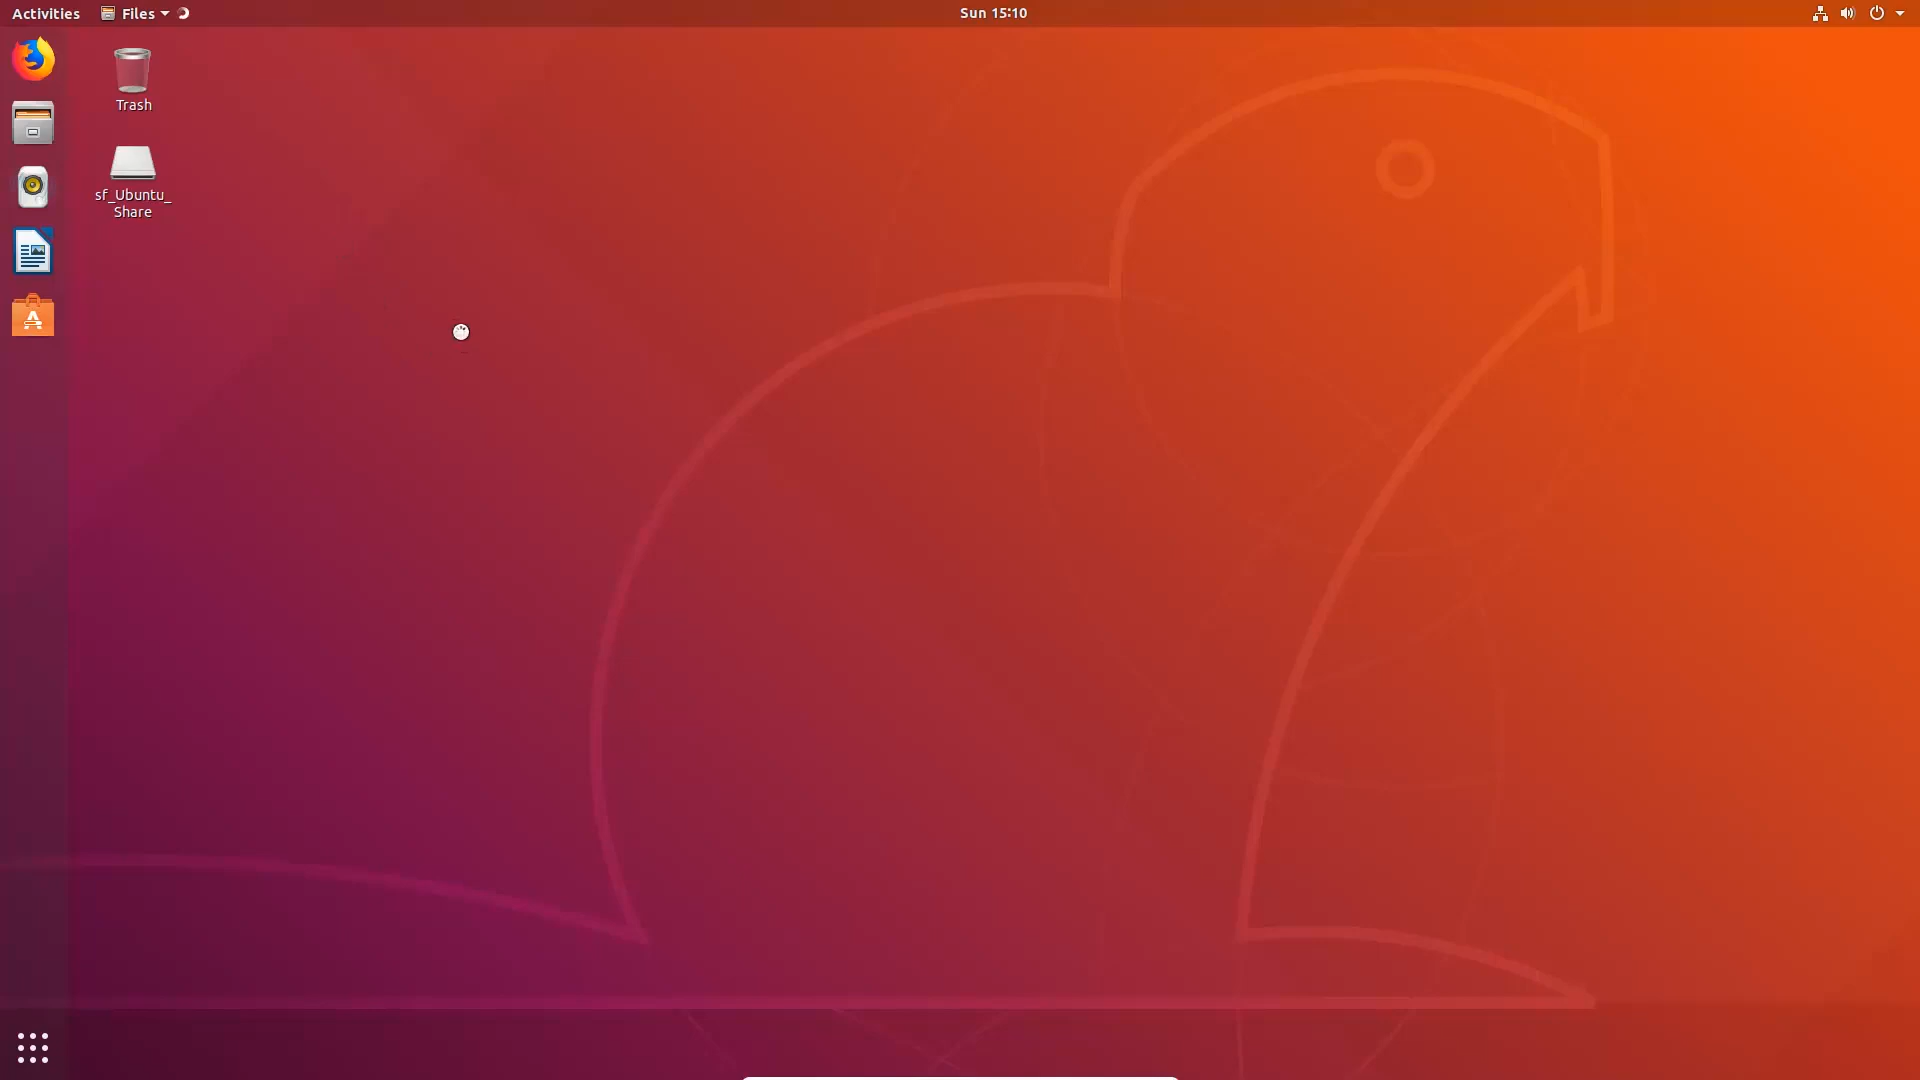 Activities
Files
Sun 15:10
Trash
sf_Ubuntu_
Share